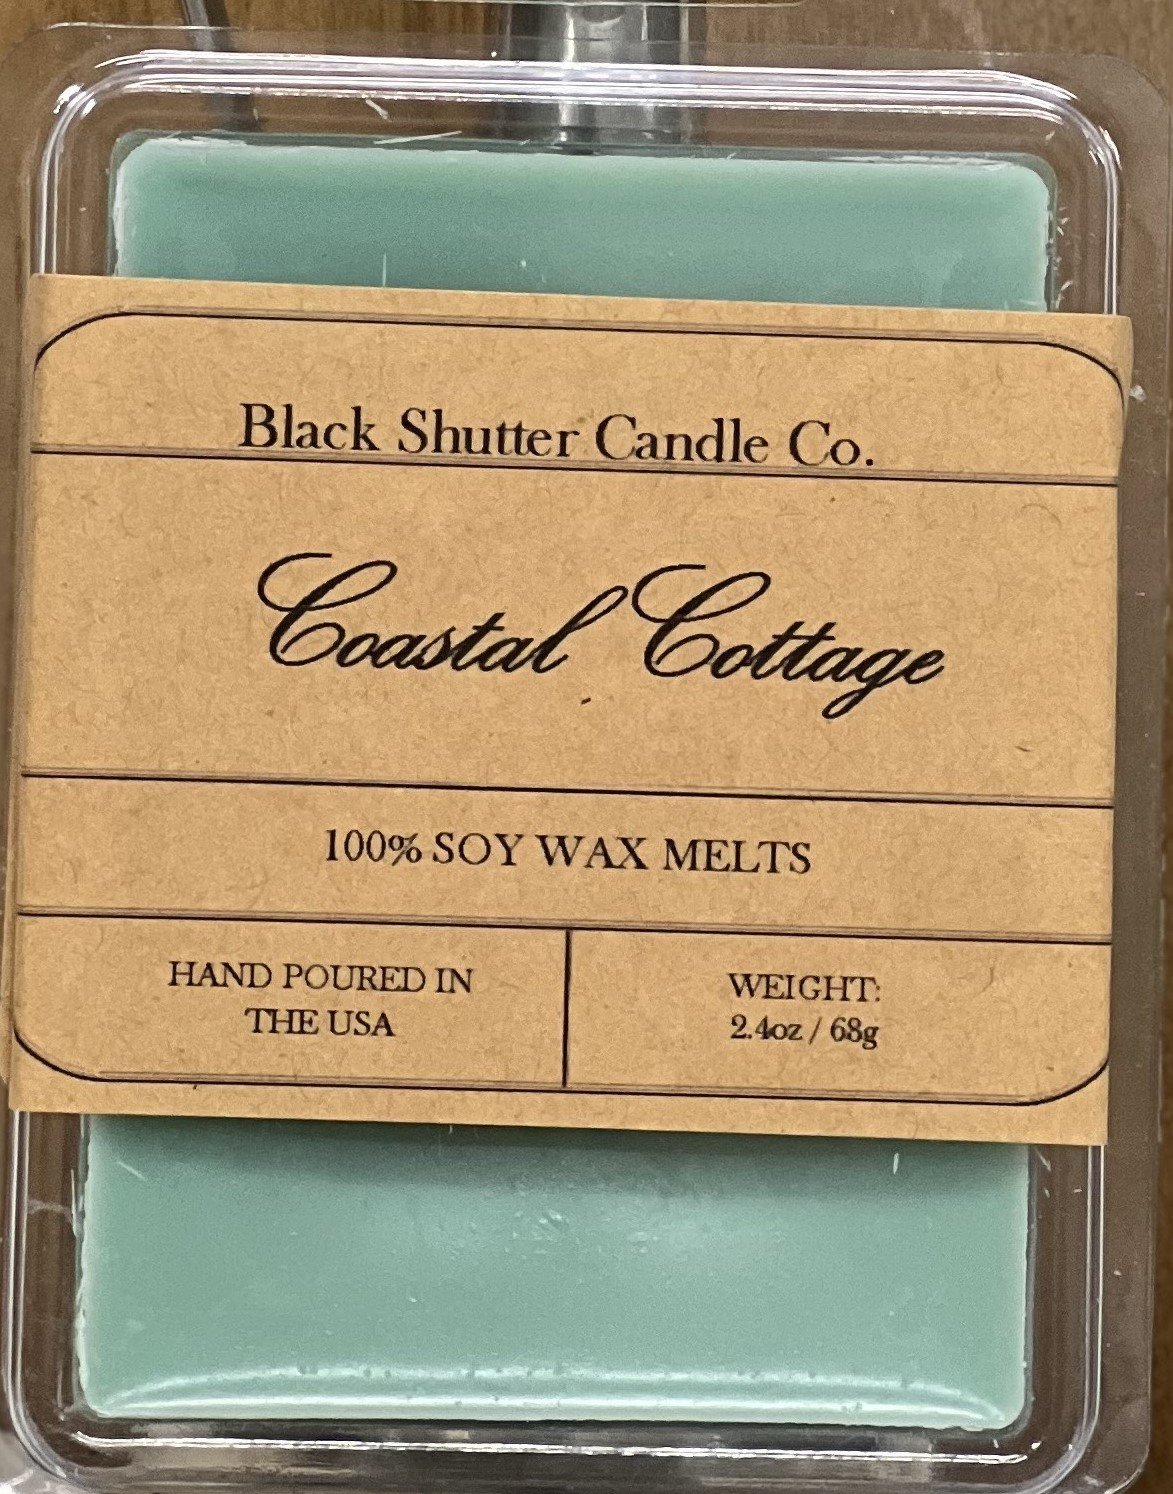 Black Shutter Candle Co.
Coastal Cottage
100% SOY WAX MELTS
HAND POURED IN
THE USA
WEIGHT:
2.4oz / 68g